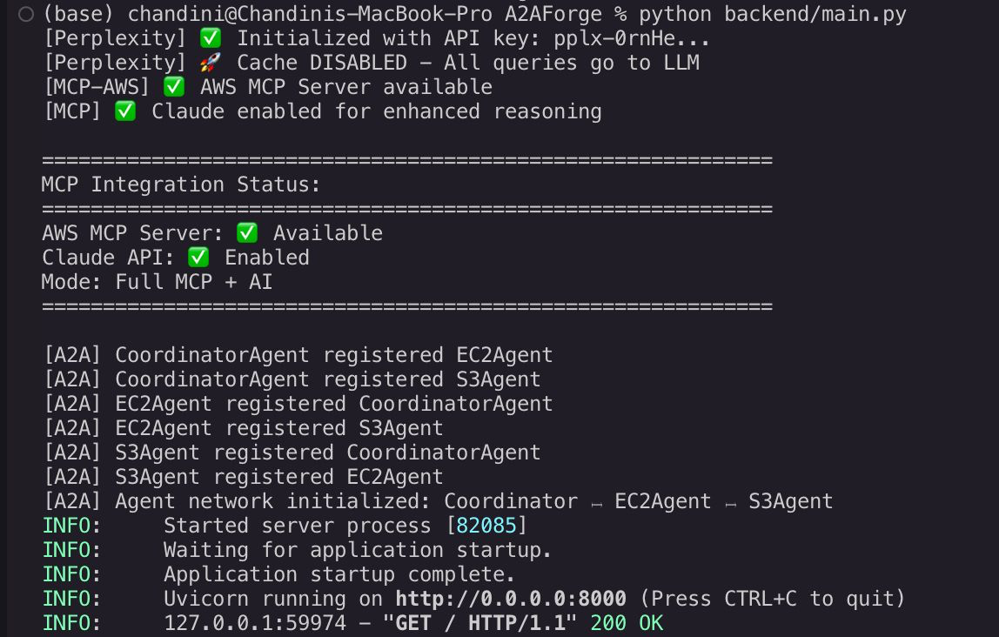 (base) chandini@Chandinis-MacBook-Pro A2AForge % python backend/main.py
[Perplexity] ✅ Initialized with API key: pplx-0rnHe...
[Perplexity] 🚀 Cache DISABLED – All queries go to LLM
[MCP-AWS] ✅ AWS MCP Server available
[MCP] ✅ Claude enabled for enhanced reasoning
============================================================
MCP Integration Status:
============================================================
AWS MCP Server: ✅ Available
Claude API: ✅ Enabled
Mode: Full MCP + AI
============================================================
[A2A] CoordinatorAgent registered EC2Agent
[A2A] CoordinatorAgent registered S3Agent
[A2A] EC2Agent registered CoordinatorAgent
[A2A] EC2Agent registered S3Agent
[A2A] S3Agent registered CoordinatorAgent
[A2A] S3Agent registered EC2Agent
[A2A] Agent network initialized: Coordinator ↔ EC2Agent ↔ S3Agent
INFO:     Started server process [82085]
INFO:     Waiting for application startup.
INFO:     Application startup complete.
INFO:     Uvicorn running on http://0.0.0.0:8000 (Press CTRL+C to quit)
INFO:     127.0.0.1:59974 - "GET / HTTP/1.1" 200 OK